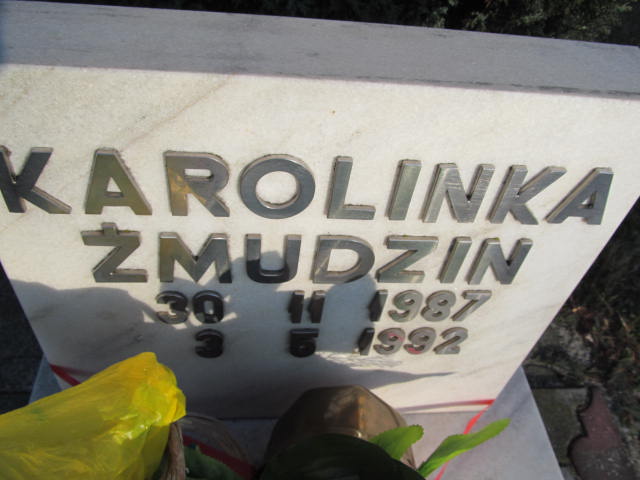 KAROLINKA
ŻMUDZIN
30 11 1987
3 5 1992